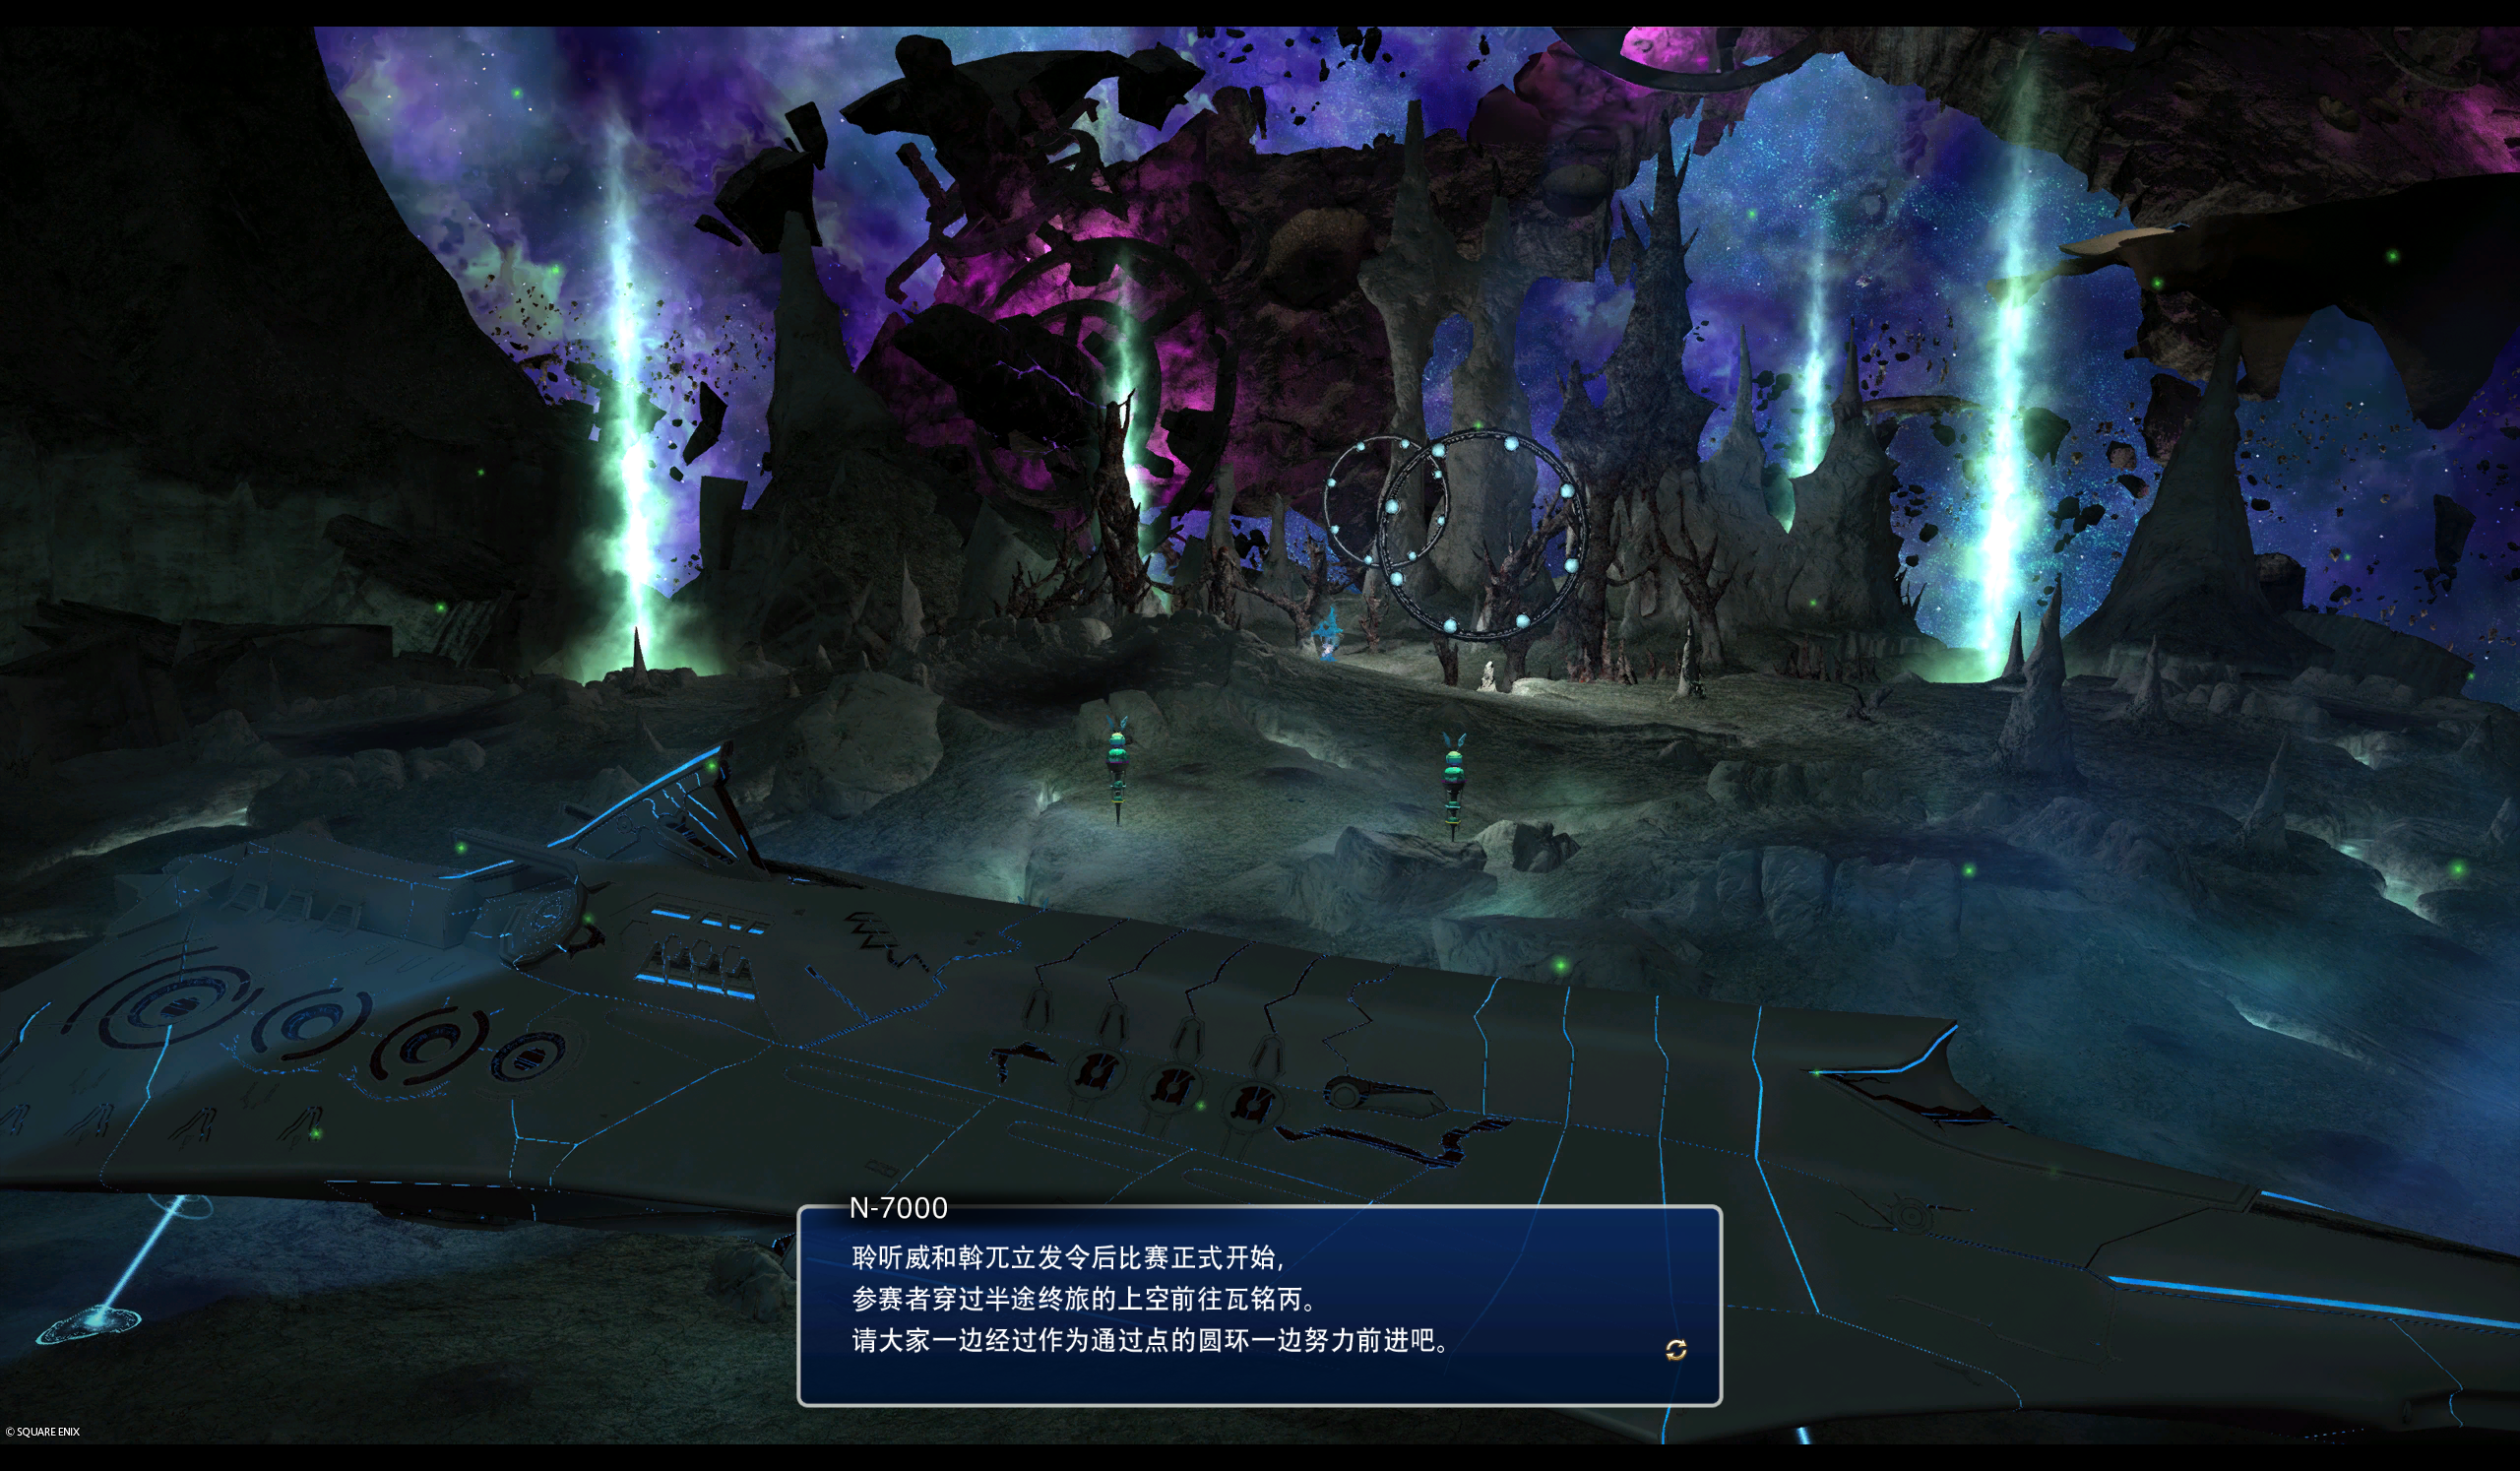 N-7000
聆听威和斡兀立发令后比赛正式开始,
参赛者穿过半途终旅的上空前往瓦铭丙。
请大家一边经过作为通过点的圆环一边努力前进吧。
© SQUARE ENIX